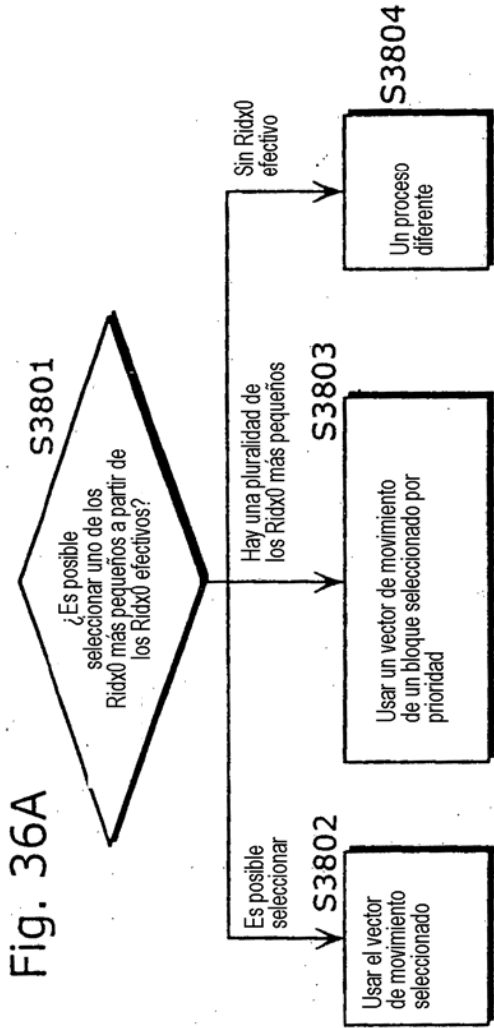 Fig. 36A
S3801
¿Es posible
seleccionar uno de los
Ridx0 más pequeños a partir de
los Ridx0 efectivos?
Es posible
seleccionar
Hay una pluralidad de
los Ridx0 más pequeños
Sin Ridx0
efectivo
S3802
Usar el vector
de movimiento
seleccionado
S3803
Usar un vector de movimiento
de un bloque seleccionado por
prioridad
S3804
Un proceso
diferente